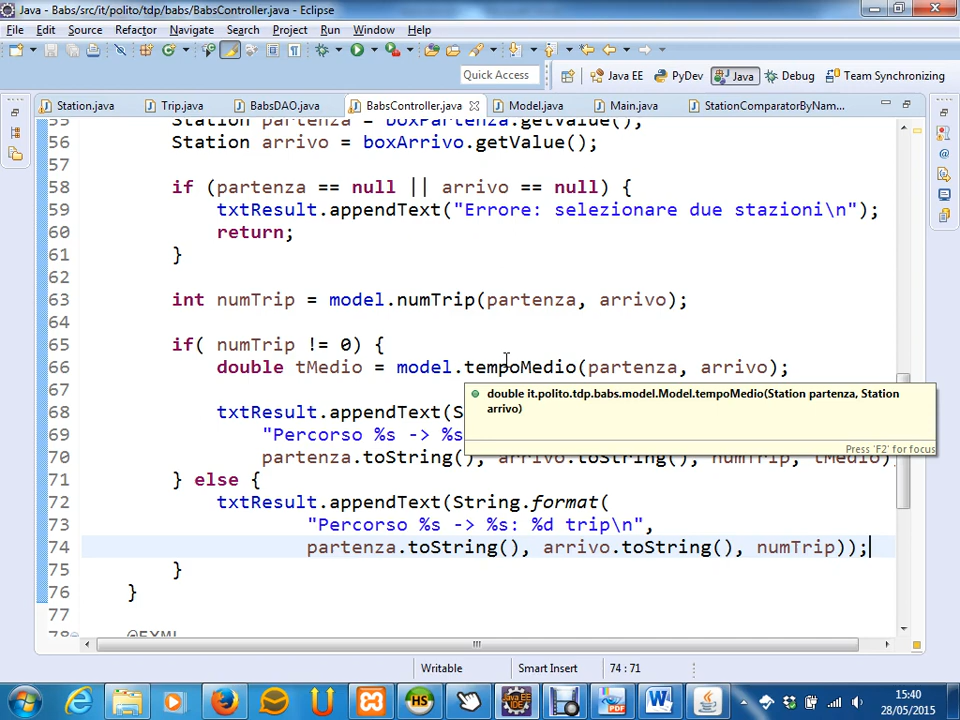 Java - Babs/src/it/polito/tdp/babs/BabsController.java - Eclipse
File Edit Source Refactor Navigate Search Project Run Window Help
Quick Access Java EE PyDev Java Debug Team Synchronizing
Station.java Trip.java BabsDAO.java BabsController.java Model.java Main.java StationComparatorByNam...
55 Station partenza = boxPartenza.getValue();
56 Station arrivo = boxArrivo.getValue();
57
58 if (partenza == null || arrivo == null) {
59 txtResult.appendText("Errore: selezionare due stazioni\n");
60 return;
61 }
62
63 int numTrip = model.numTrip(partenza, arrivo);
64
65 if( numTrip != 0) {
66 double tMedio = model.tempoMedio(partenza, arrivo);
67
double it.polito.tdp.babs.model.Model.tempoMedio(Station partenza, Station
arrivo)
Press 'F2' for focus
68 txtResult.appendText(S
69 "Percorso %s -> %s
70 partenza.toString(), arrivo.toString(), numTrip, tMedio)
71 } else {
72 txtResult.appendText(String.format(
73 "Percorso %s -> %s: %d trip\n",
74 partenza.toString(), arrivo.toString(), numTrip));
75 }
76 }
77
78 @FXML
Writable Smart Insert 74 : 71
15:40
28/05/2015